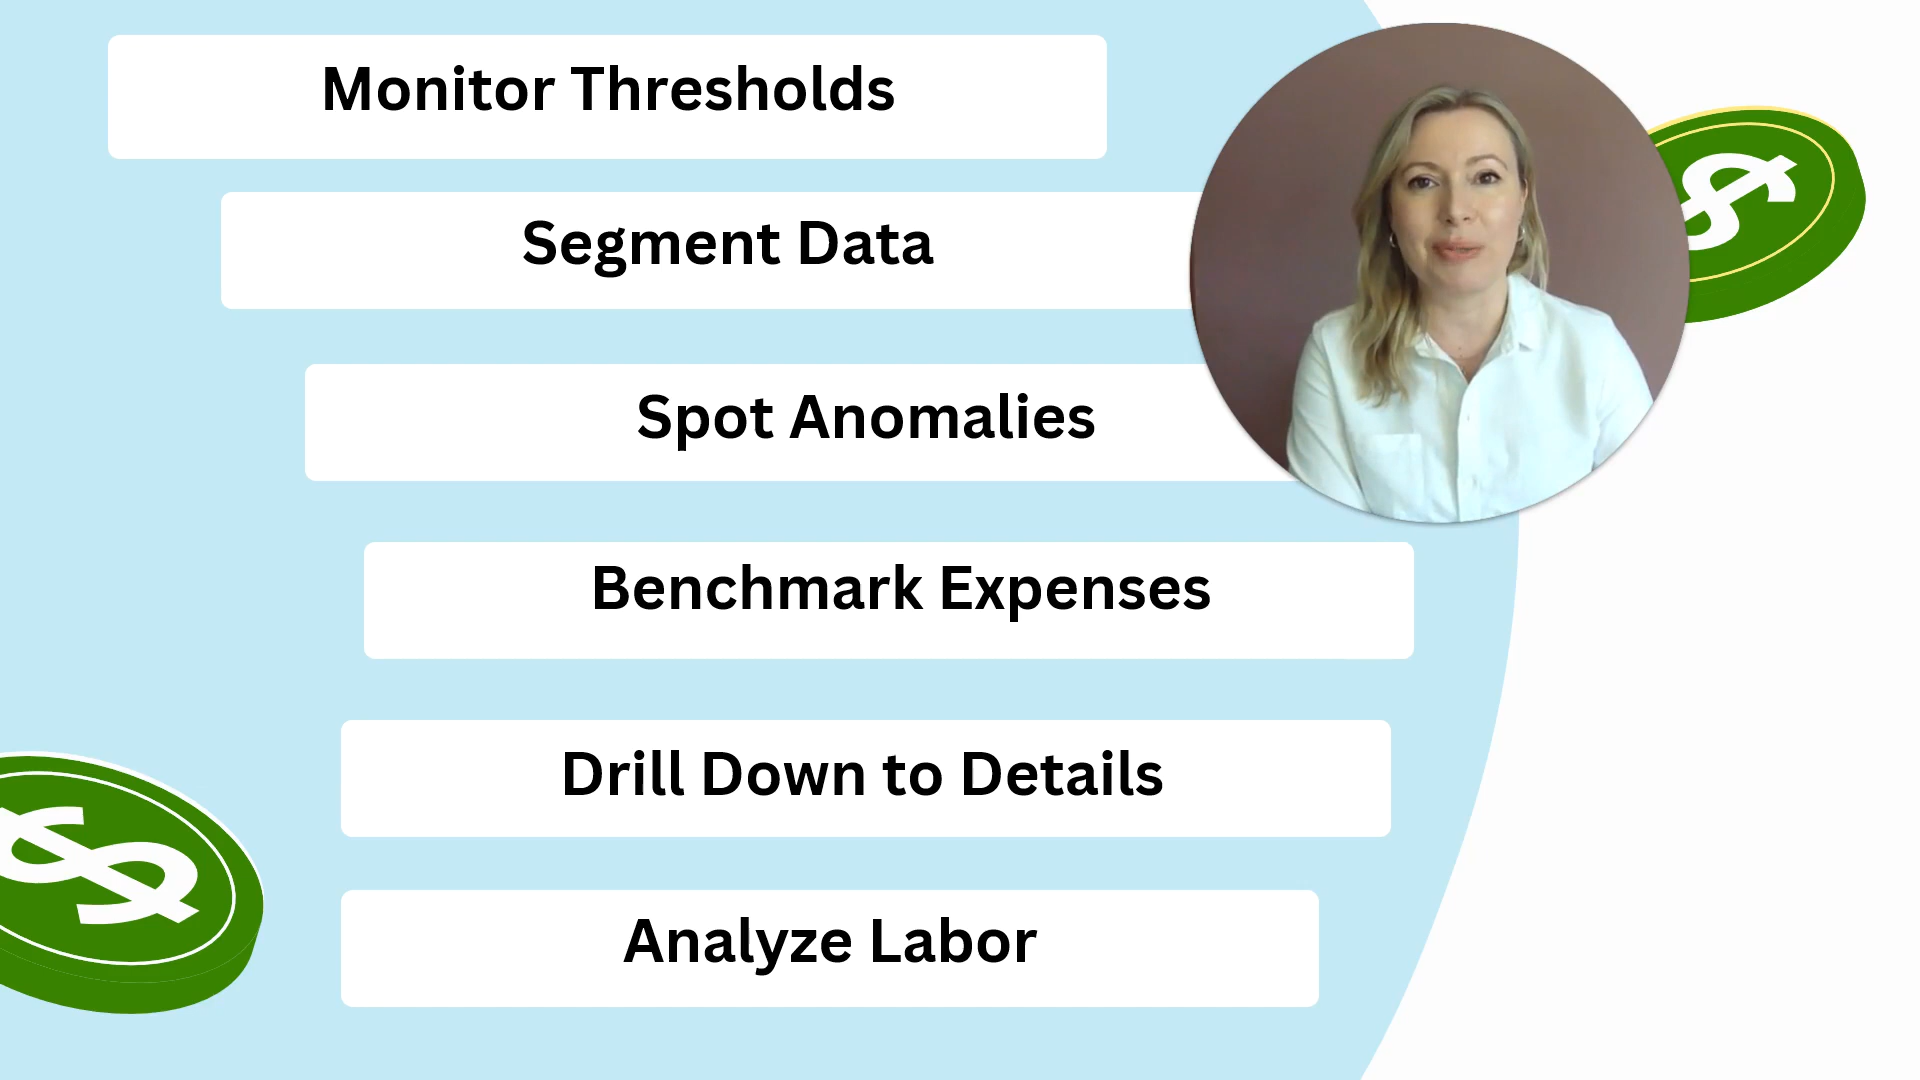 Monitor Thresholds
Segment Data
Spot Anomalies
Benchmark Expenses
Drill Down to Details
Analyze Labor
$
$